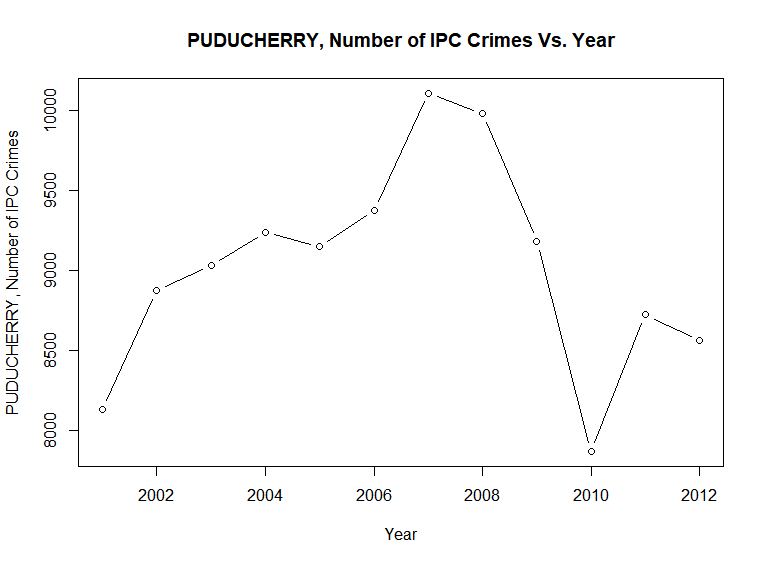 PUDUCHERRY, Number of IPC Crimes Vs. Year
PUDUCHERRY, Number of IPC Crimes
10000
9500
9000
8500
8000
2002 2004 2006 2008 2010 2012
Year